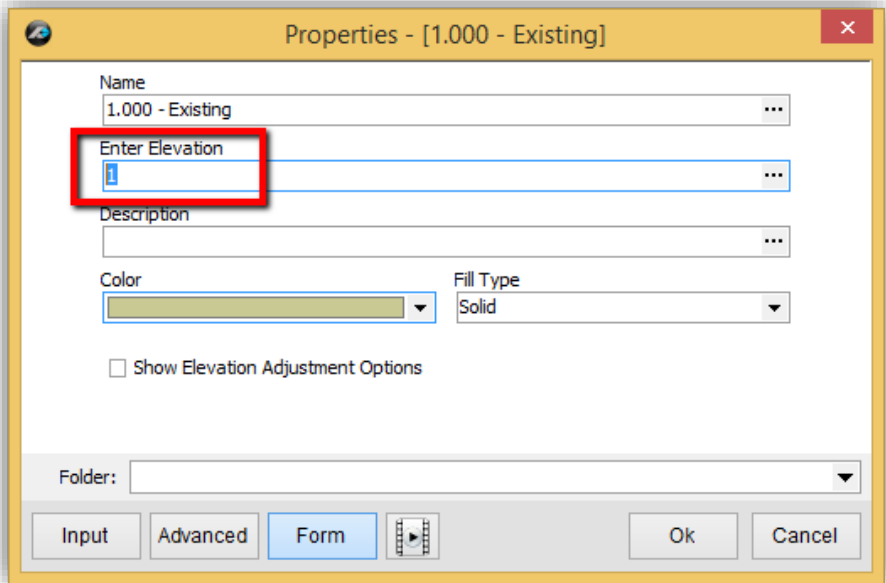 Properties - [1.000 - Existing]
Name
1.000 - Existing
Enter Elevation
1
Description
Color Fill Type
Solid
Show Elevation Adjustment Options
Folder:
Input Advanced Form Ok Cancel